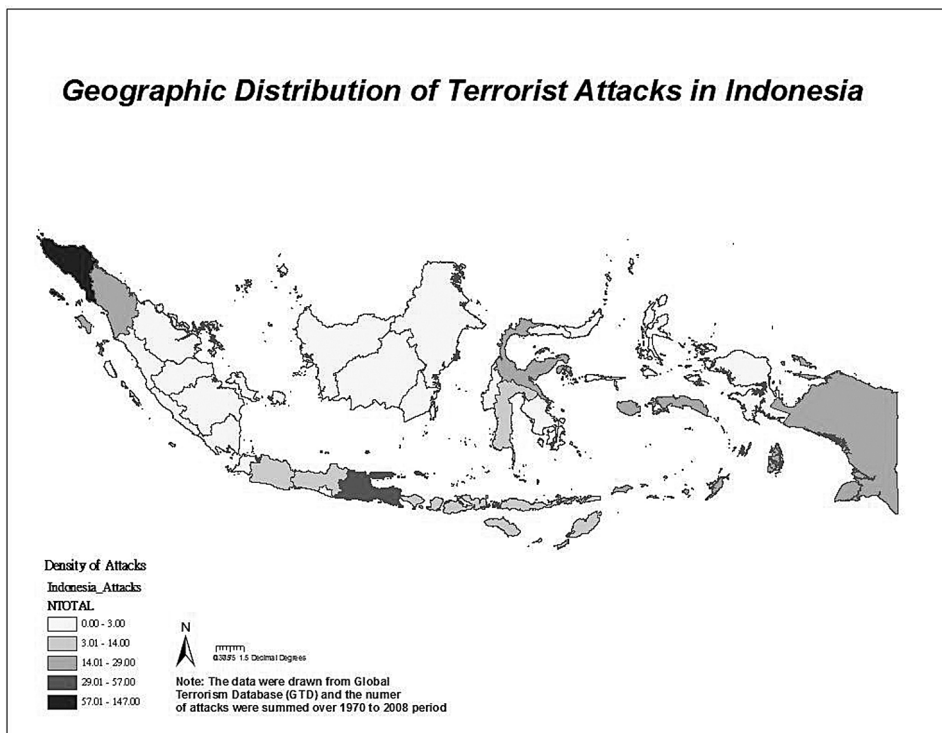 Geographic Distribution of Terrorist Attacks in Indonesia
Density of Attacks
Indonesia_Attacks
NTOTAL
0.00 - 3.00
3.01 - 14.00
14.01 - 29.00
29.01 - 57.00
57.01 - 147.00
N
1.5 Decimal Degrees
Note: The data were drawn from Global
Terrorism Database (GTD) and the numer
of attacks were summed over 1970 to 2008 period